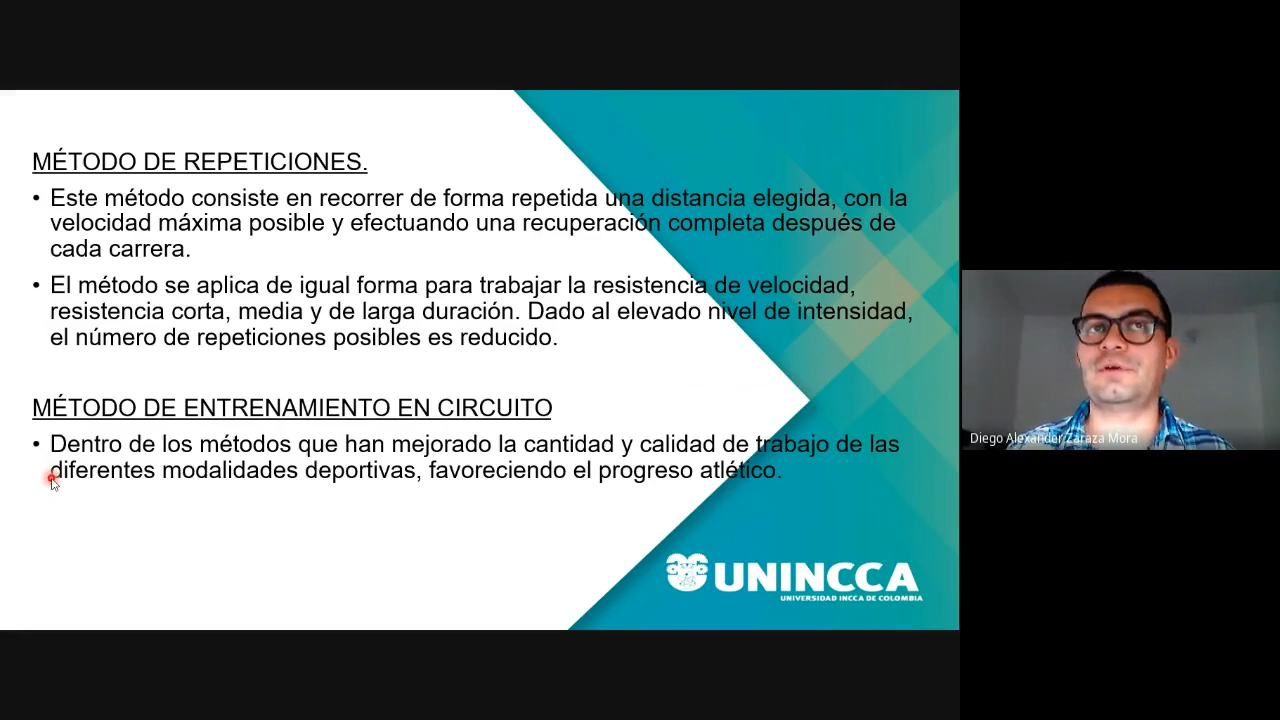 MÉTODO DE REPETICIONES.
• Este método consiste en recorrer de forma repetida una distancia elegida, con la
velocidad máxima posible y efectuando una recuperación completa después de
cada carrera.
• El método se aplica de igual forma para trabajar la resistencia de velocidad,
resistencia corta, media y de larga duración. Dado al elevado nivel de intensidad,
el número de repeticiones posibles es reducido.
MÉTODO DE ENTRENAMIENTO EN CIRCUITO
• Dentro de los métodos que han mejorado la cantidad y calidad de trabajo de las
diferentes modalidades deportivas, favoreciendo el progreso atlético.
UNINCCA
UNIVERSIDAD INCCA DE COLOMBIA
Diego Alexander Zaraza Mora